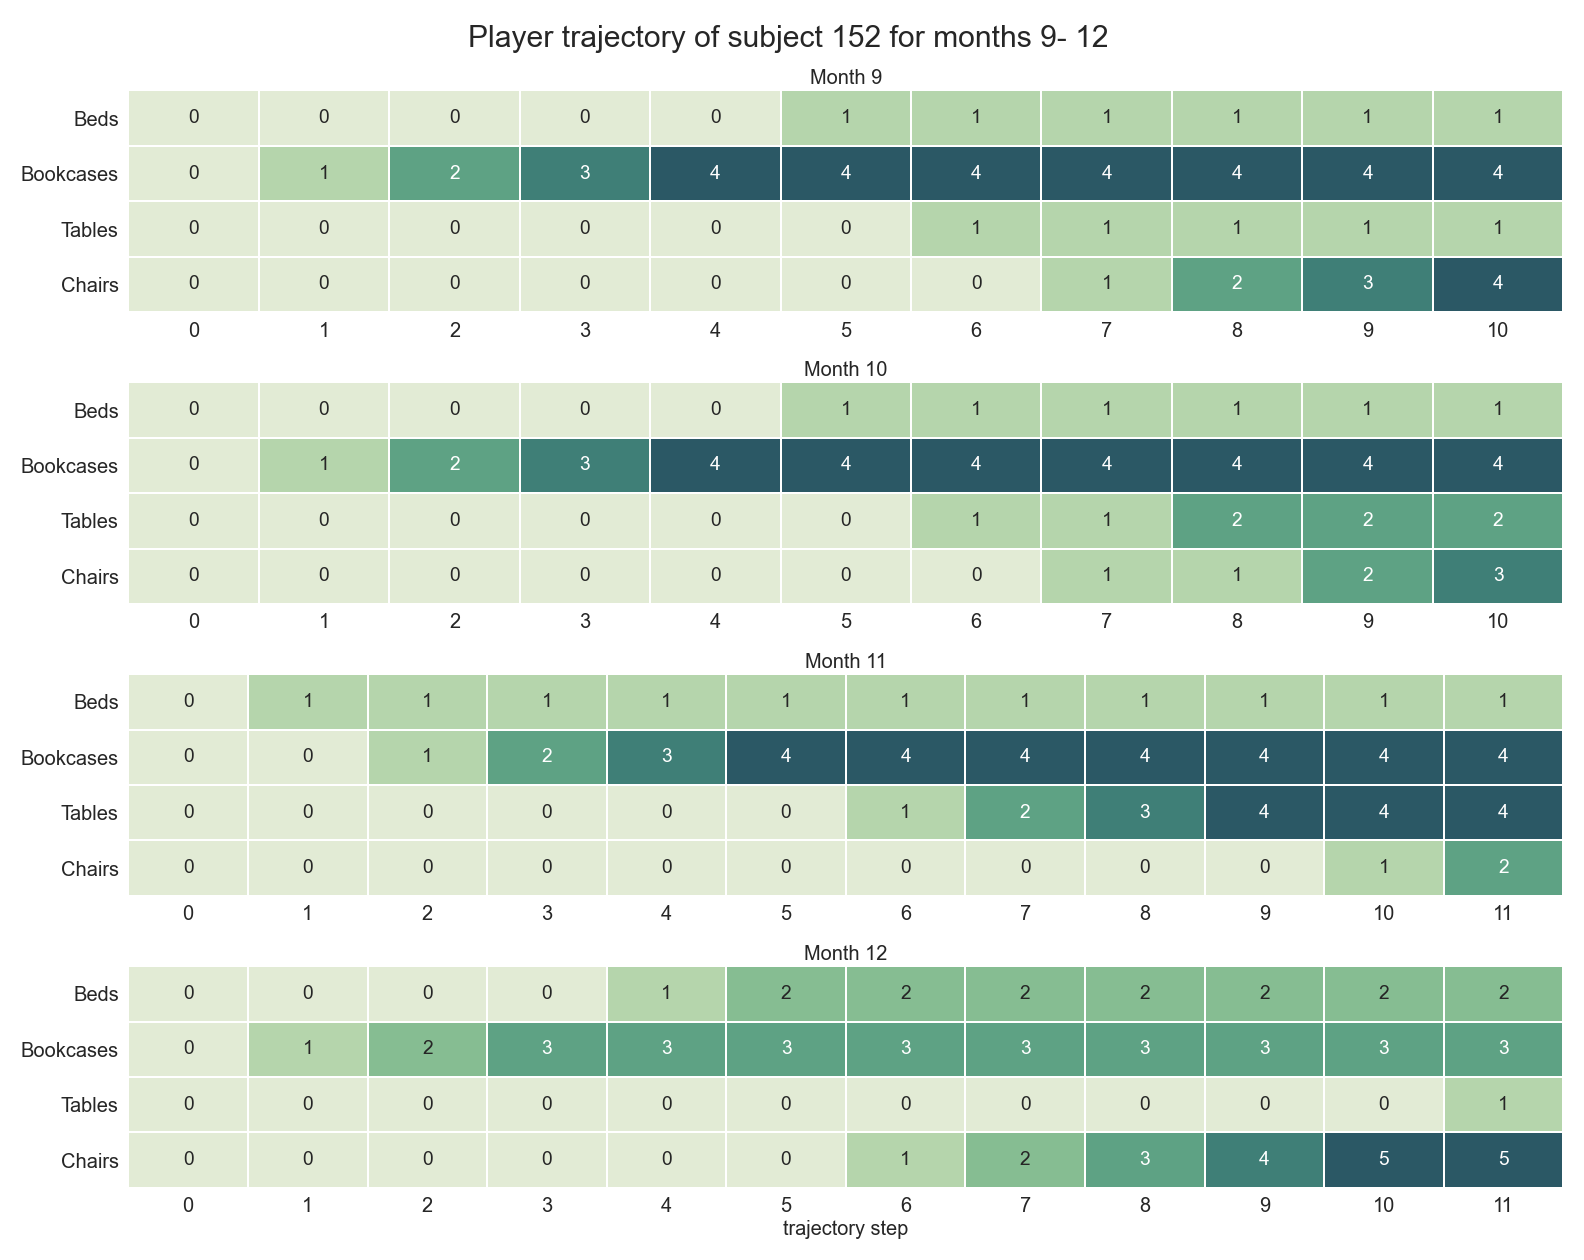 Player trajectory of subject 152 for months 9- 12
Month 9
Beds 0 0 0 0 0 1 1 1 1 1 1
Bookcases 0 1 2 3 4 4 4 4 4 4 4
Tables 0 0 0 0 0 0 1 1 1 1 1
Chairs 0 0 0 0 0 0 0 1 2 3 4
0 1 2 3 4 5 6 7 8 9 10
Month 10
Beds 0 0 0 0 0 1 1 1 1 1 1
Bookcases 0 1 2 3 4 4 4 4 4 4 4
Tables 0 0 0 0 0 0 1 1 2 2 2
Chairs 0 0 0 0 0 0 0 1 1 2 3
0 1 2 3 4 5 6 7 8 9 10
Month 11
Beds 0 1 1 1 1 1 1 1 1 1 1 1
Bookcases 0 0 1 2 3 4 4 4 4 4 4 4
Tables 0 0 0 0 0 0 1 2 3 4 4 4
Chairs 0 0 0 0 0 0 0 0 0 0 1 2
0 1 2 3 4 5 6 7 8 9 10 11
Month 12
Beds 0 0 0 0 1 2 2 2 2 2 2 2
Bookcases 0 1 2 3 3 3 3 3 3 3 3 3
Tables 0 0 0 0 0 0 0 0 0 0 0 1
Chairs 0 0 0 0 0 0 1 2 3 4 5 5
0 1 2 3 4 5 6 7 8 9 10 11
trajectory step